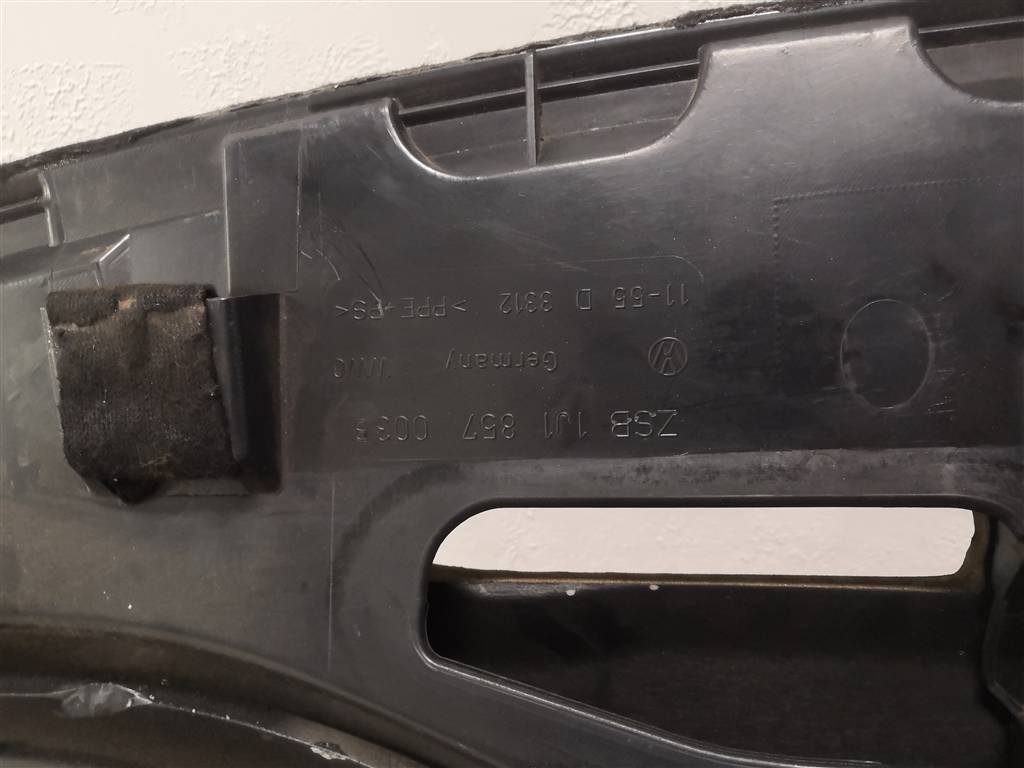 ZSB 1J1 857 003
Germany
11-55 D 3312 >PPE+PS<